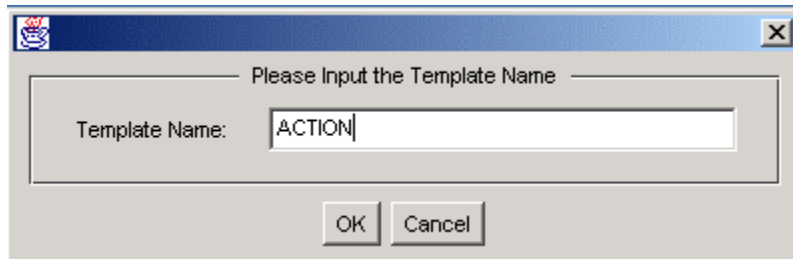 Please Input the Template Name
Template Name: ACTION
OK Cancel